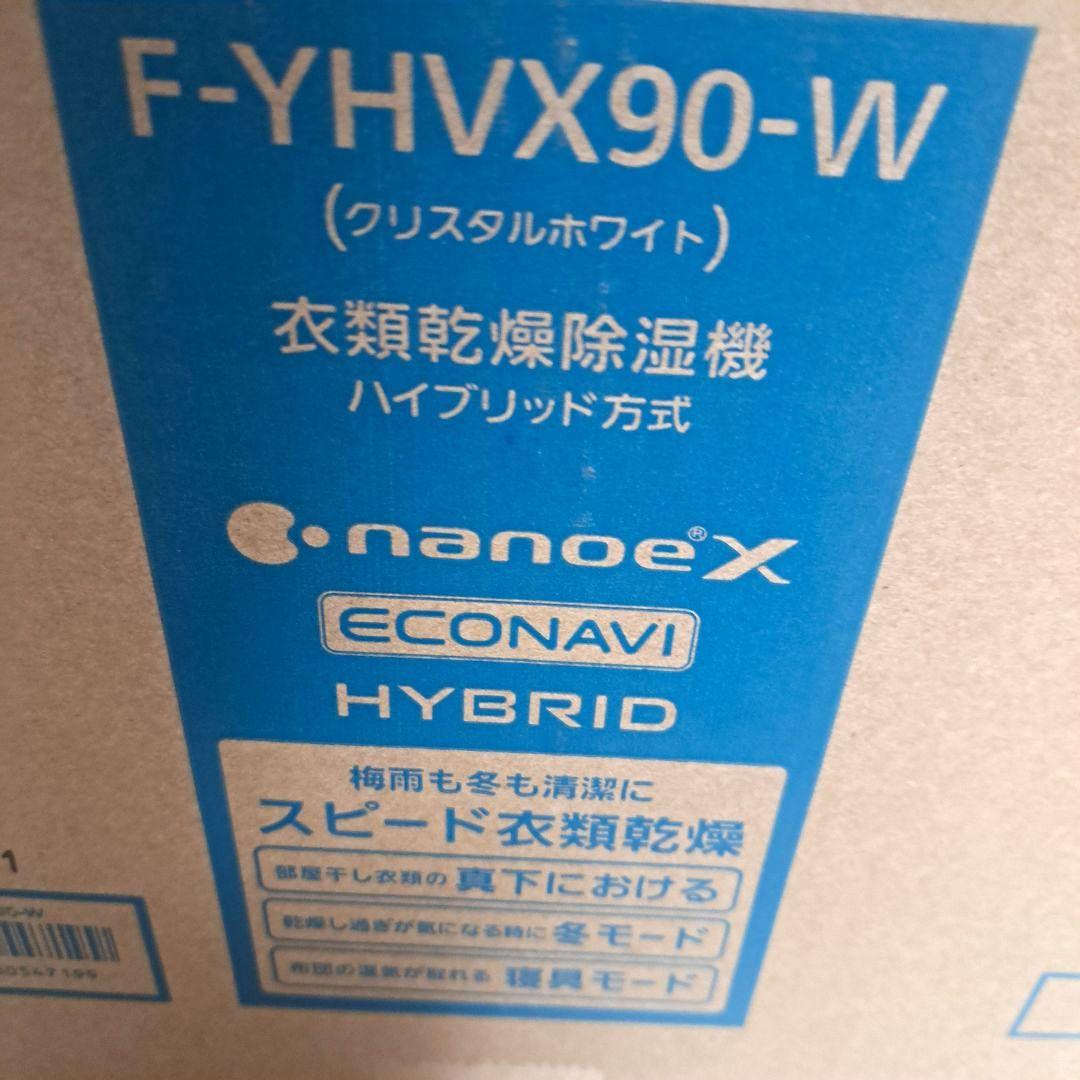 F-YHVX90-W
(クリスタルホワイト)
衣類乾燥除湿機
ハイブリッド方式
nanoe®X
ECONAVI
HYBRID
梅雨も冬も清潔に
スピード衣類乾燥
部屋干し衣類の 真下における
乾燥し過ぎが気になる時に 冬モード
布団の湿気が取れる 寝具モード
1
90-W
0547199